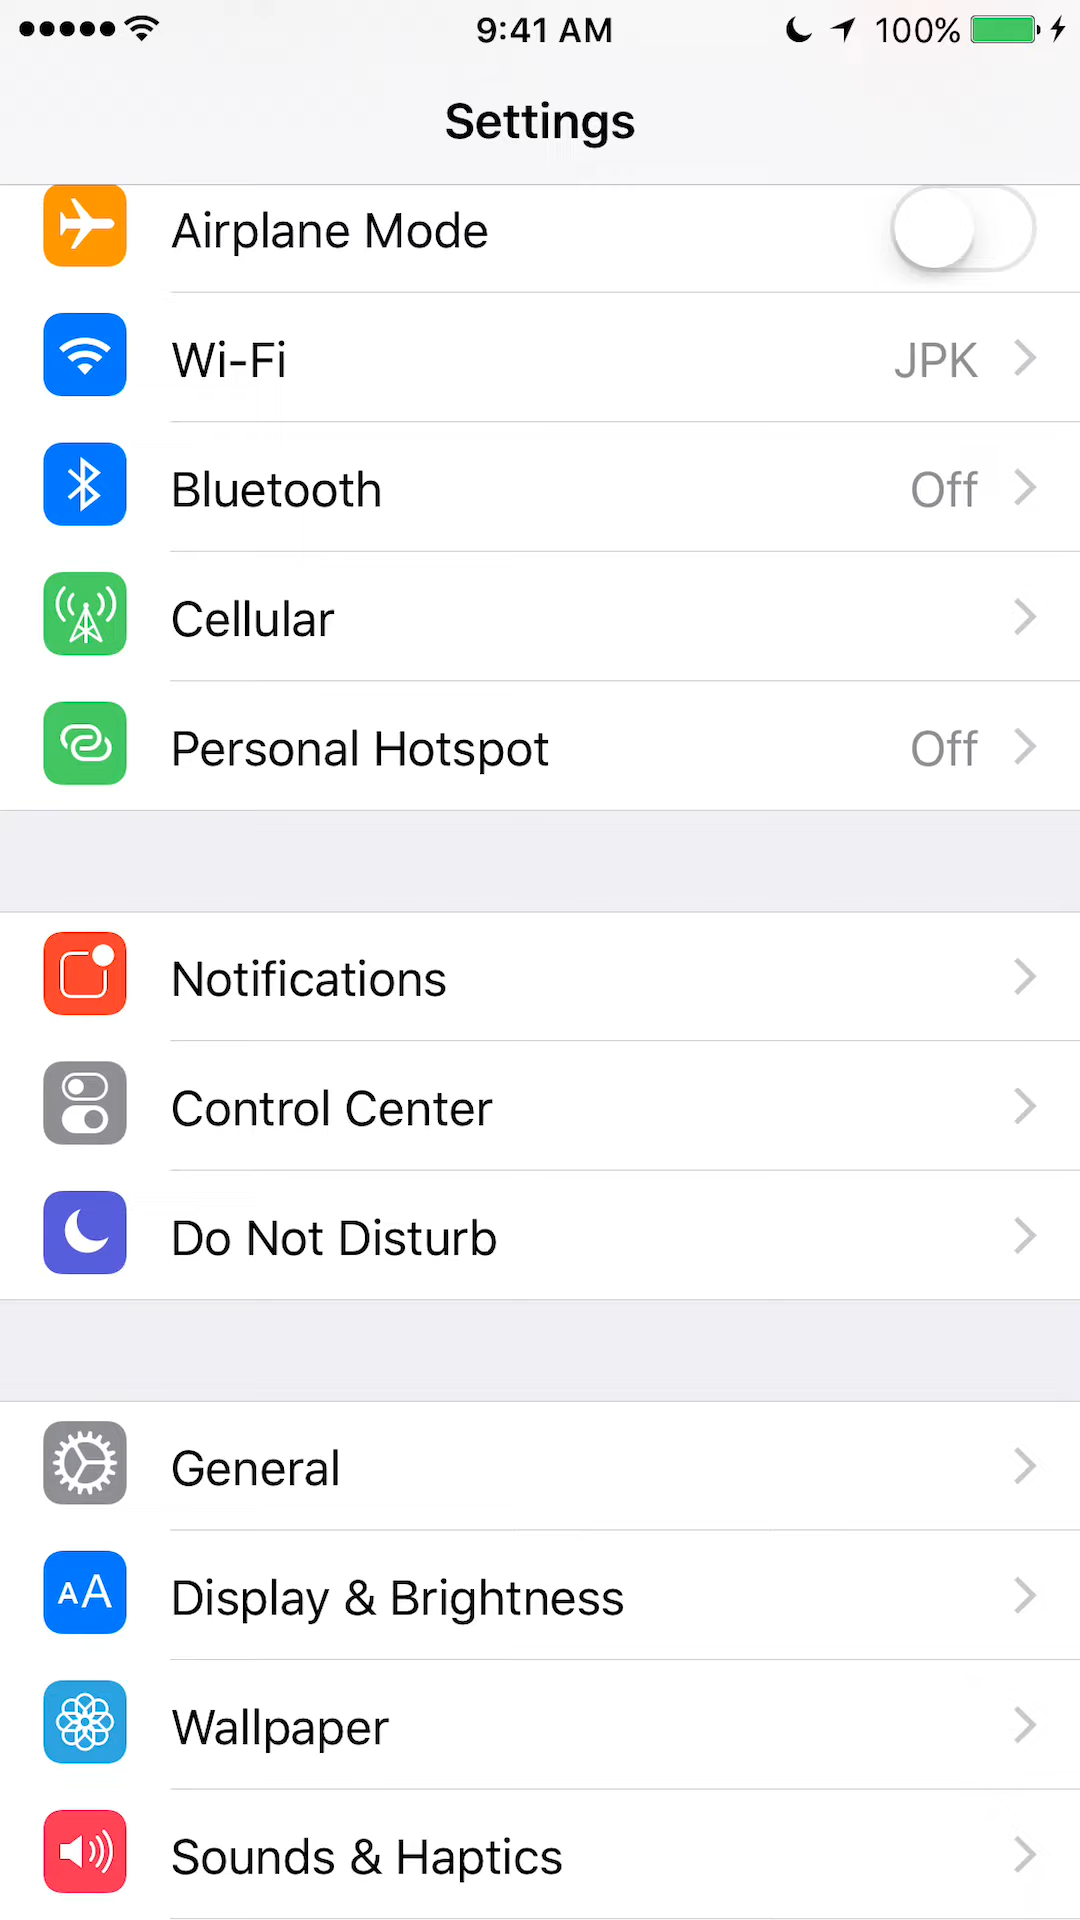 9:41 AM 100%
Settings
Airplane Mode
Wi-Fi JPK
Bluetooth Off
Cellular
Personal Hotspot Off
Notifications
Control Center
Do Not Disturb
General
AA Display & Brightness
Wallpaper
Sounds & Haptics